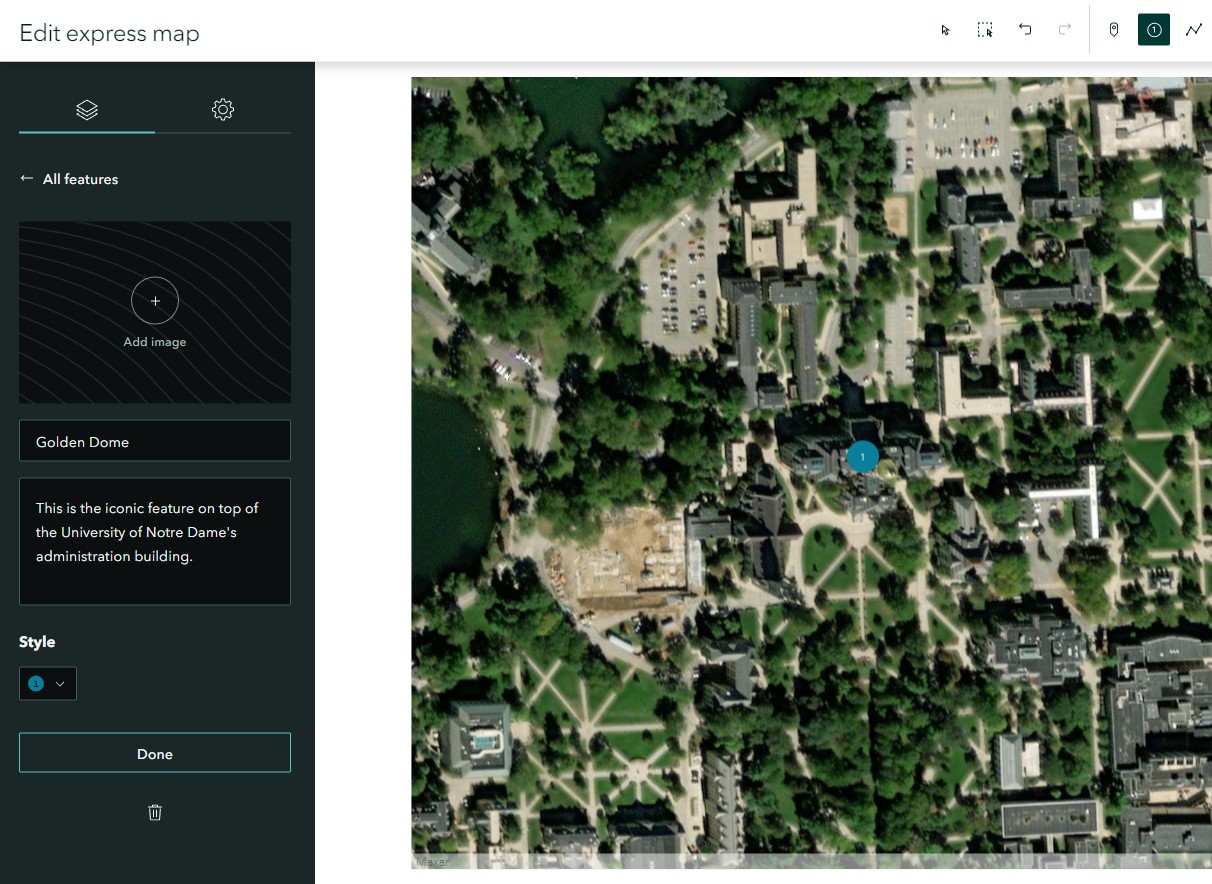 Edit express map
1
All features
Add image
Golden Dome
This is the iconic feature on top of
the University of Notre Dame's
administration building.
Style
1
Done
1
Maxar